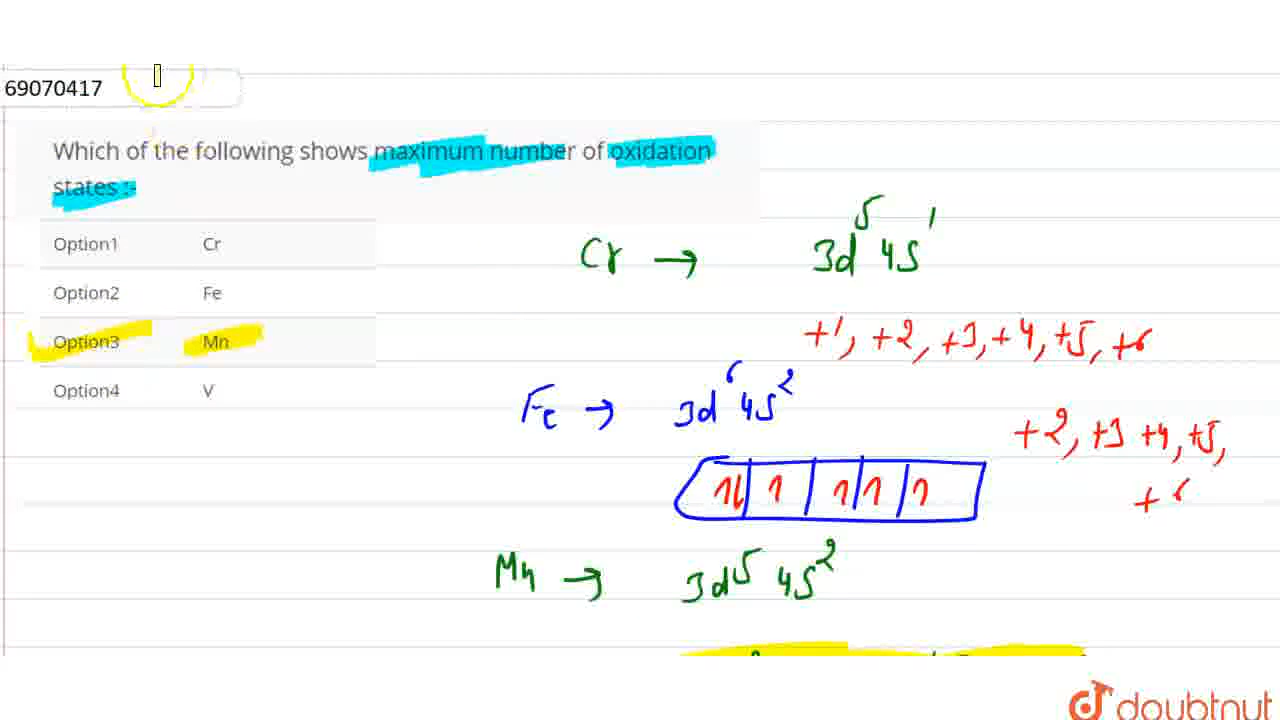 69070417
Which of the following shows maximum number of oxidation
states :-
Option1 Cr
Option2 Fe
Option3 Mn
Option4 V
Cr → 3d⁵ 4s¹
+1, +2, +3, +4, +5, +6
Fe → 3d⁶ 4s²
+2, +3 +4, +5,
+6
Mn → 3d⁵ 4s²
doubtnut